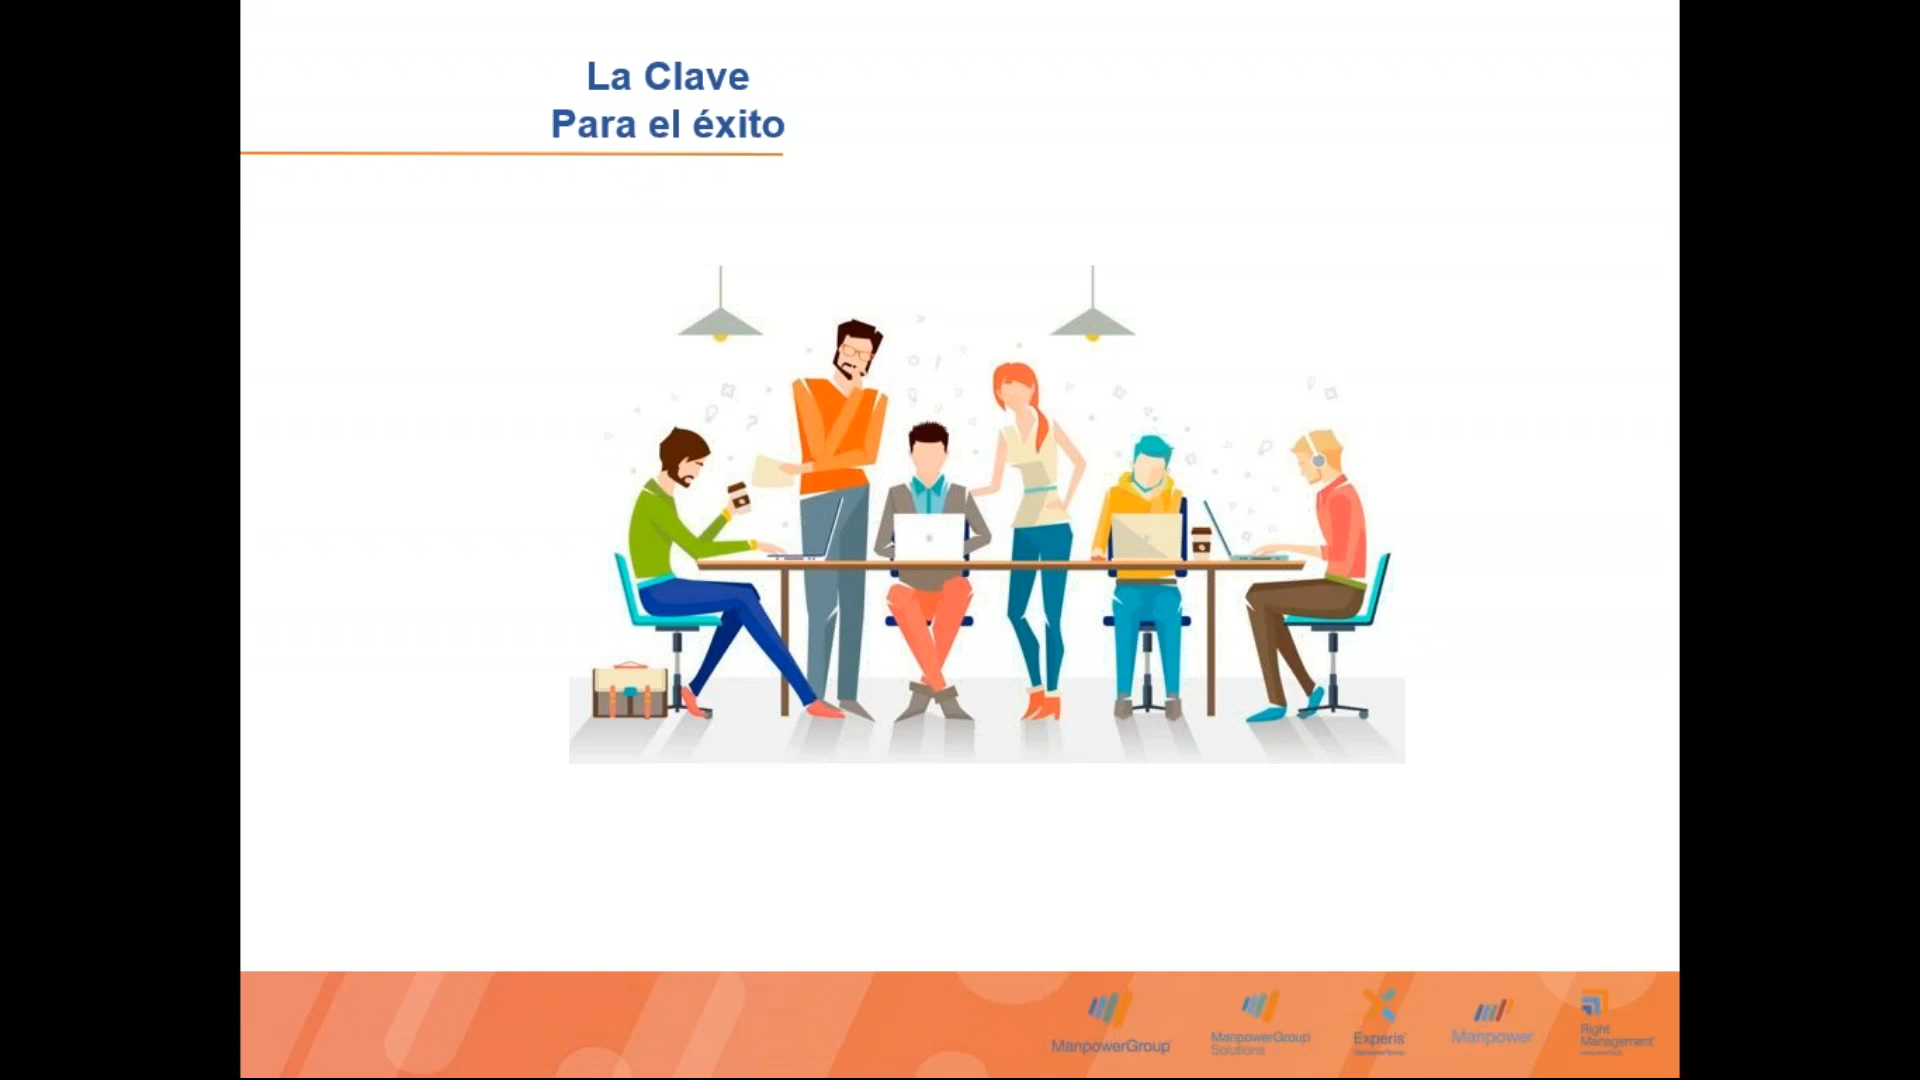 La Clave
Para el éxito
ManpowerGroup
ManpowerGroup
Solutions
Experis
Manpower
Right
Management